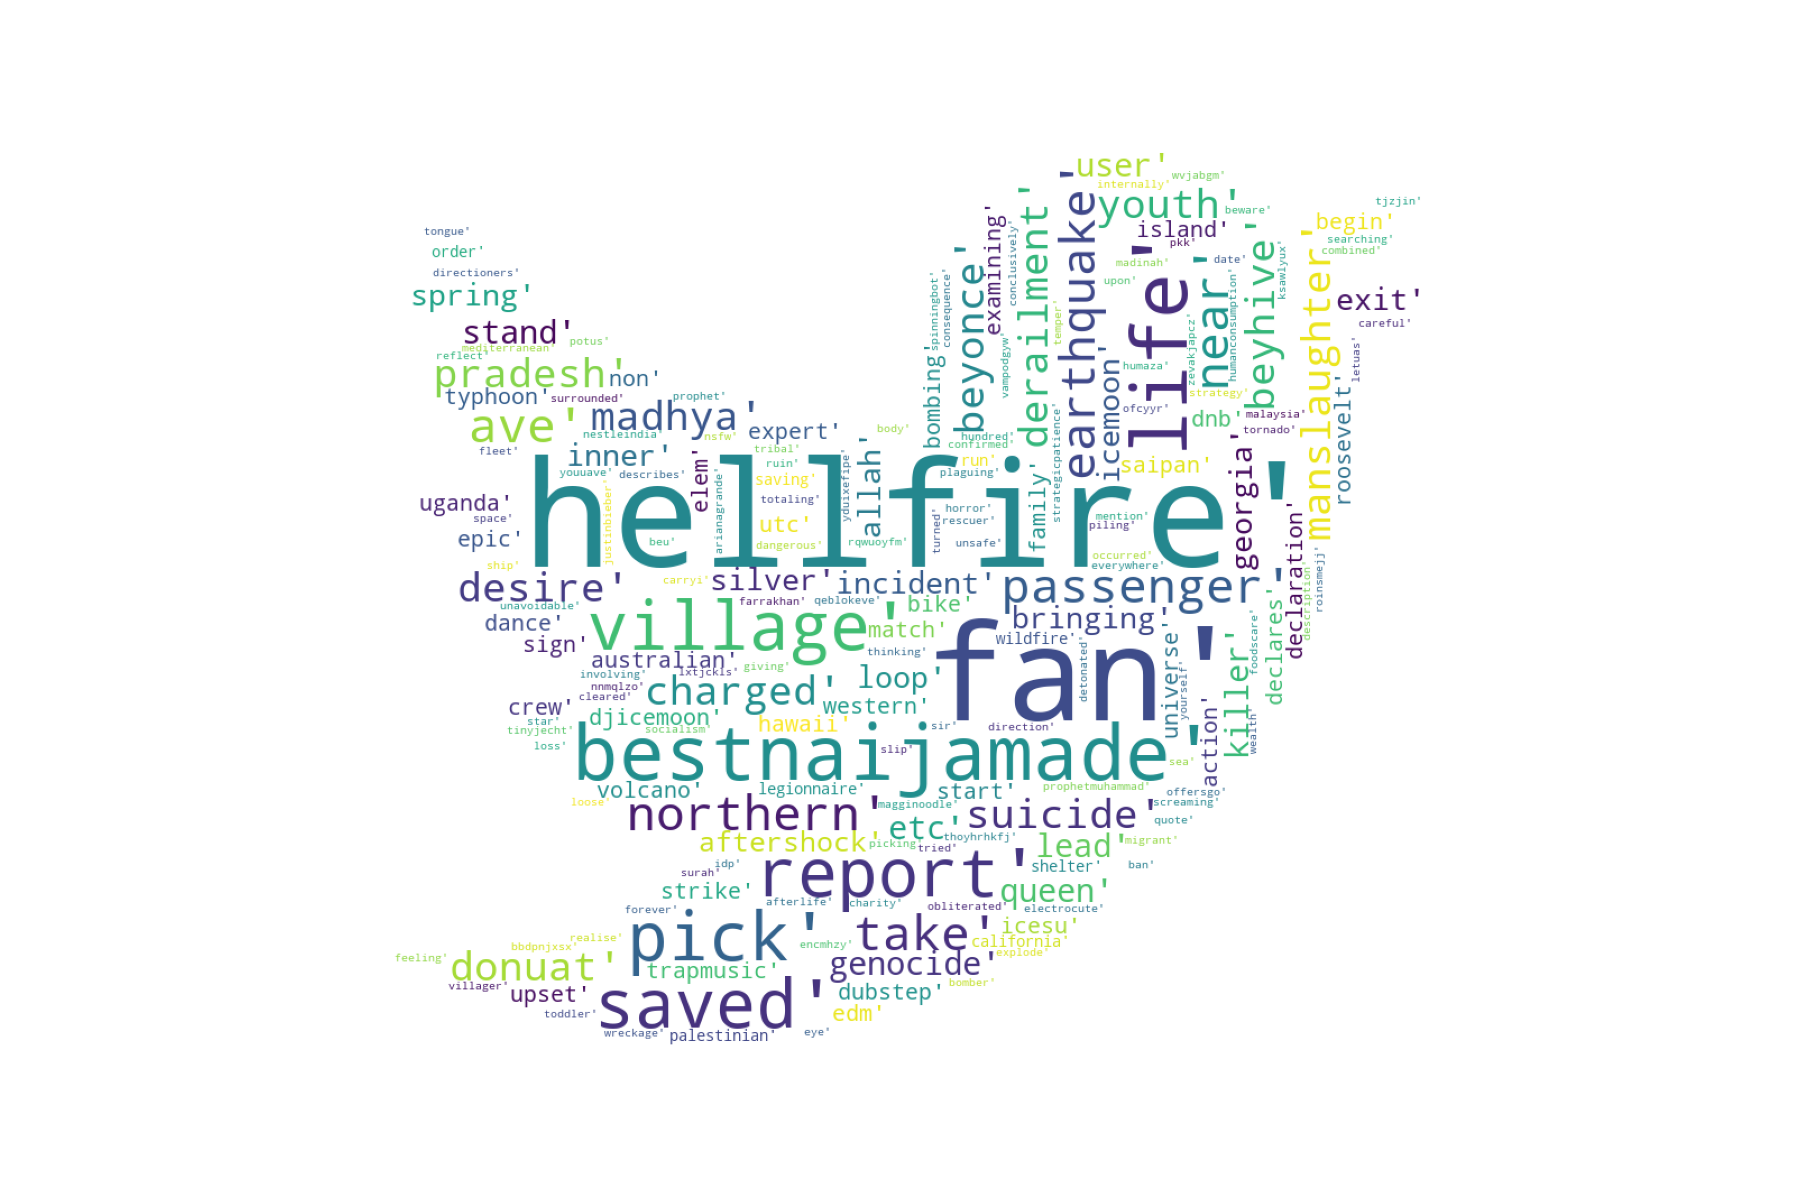 user'
wvjabgm'
internally'
youth'
beware'
tjzjin'
begin'
searching'
combined'
island'
pkk'
tongue'
order'
directioners'
spring'
examining'
conclusively'
derailment'
earthquake'
life'
madinah'
upon'
near'
date'
humanconsumption'
beyhive'
ksawlyux'
manslaughter'
exit'
careful'
letuas'
stand'
potus'
mediterranean'
reflect'
pradesh'
non'
typhoon'
surrounded'
prophet'
ave'
madhya'
nestleindia'
nsfw'
expert'
body'
fleet'
bombing'
spinningbot'
consequence'
beyonce'
vampodgyw'
temper'
hundred'
confirmed'
icemoon'
humaza'
ofcyyr'
zevakjapcz'
strategy'
dnb'
malaysia'
tornado'
roosevelt'
inner'
youuave'
describes'
elem'
tribal'
ruin'
saving'
totaling'
allah'
yduixefipe'
run'
plaguing'
family'
strategicpatience'
saipan'
georgia'
hellfire'
uganda'
space'
epic'
justinbieber'
beu'
arianagrande'
utc'
dangerous'
rqwuoyfm'
horror'
rescuer'
turned'
unsafe'
mention'
piling'
occurred'
everywhere'
declaration'
ship'
desire'
unavoidable'
dance'
sign'
carryi'
silver'
farrakhan'
qeblokeve'
incident'
bike'
passenger'
bringing'
roinsmejj'
description'
village'
match'
wildfire'
thinking'
fan'
detonated'
universe'
yourself'
killer'
foodscare'
declares'
australian'
involving'
lxtjckls'
giving'
nnmqlzo'
cleared'
charged'
loop'
western'
crew'
star'
tinyjecht'
loss'
djicemoon'
socialism'
hawaii'
sir'
direction'
slip'
bestnaijamade'
action'
wealth'
sea'
volcano'
legionnaire'
start'
prophetmuhammad'
offersgo'
screaming'
loose'
northern'
magginoodle'
etc'
suicide'
quote'
aftershock'
picking'
thoyhrhkfj'
tried'
lead'
migrant'
idp'
surah'
report'
shelter'
ban'
strike'
queen'
afterlife'
charity'
obliterated'
electrocute'
forever'
pick'
take'
icesu'
california'
explode'
realise'
bbdpnjxsx'
encmhzy'
feeling'
donuat'
trapmusic'
genocide'
villager'
upset'
saved'
dubstep'
bomber'
toddler'
edm'
wreckage'
palestinian'
eye'